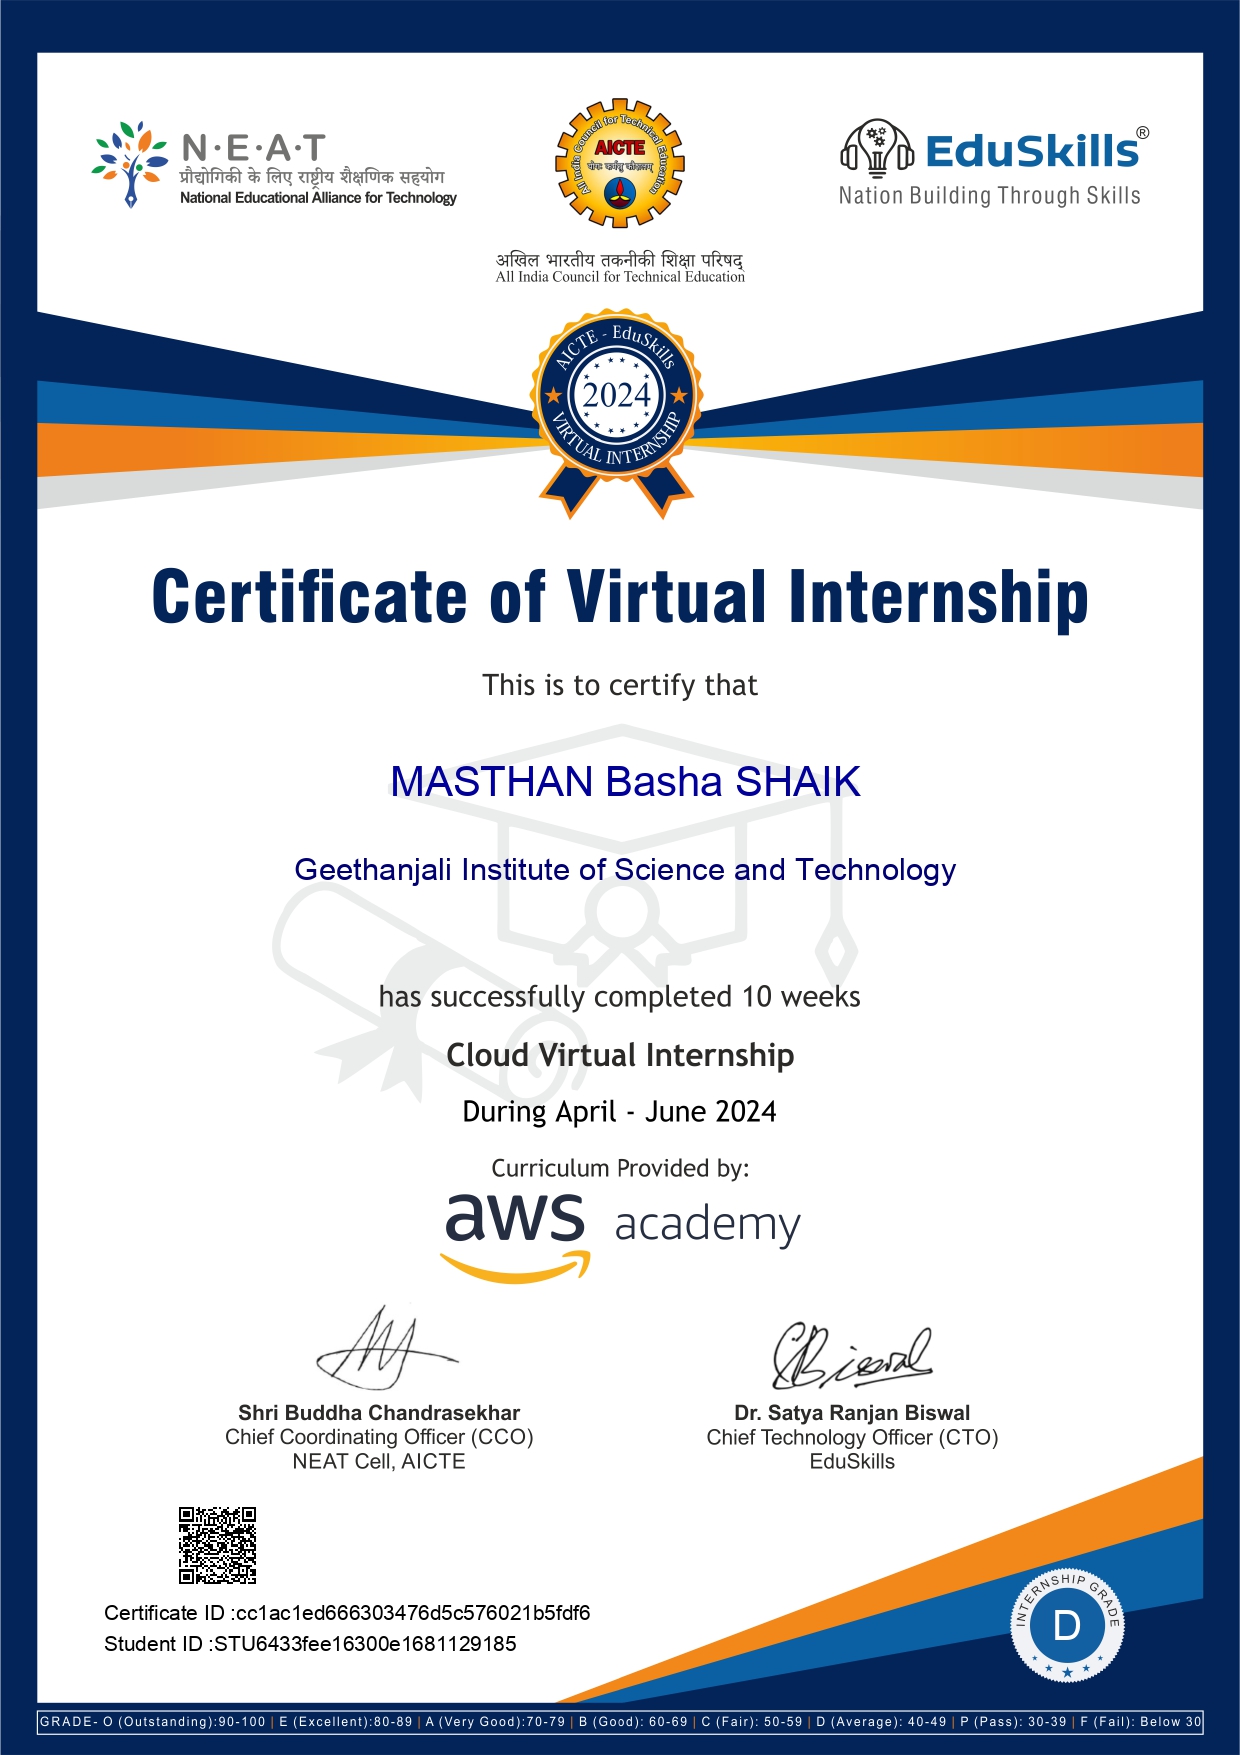 N·E·A·T
प्रौद्योगिकी के लिए राष्ट्रीय शैक्षणिक सहयोग
National Educational Alliance for Technology
All India Council for Technical Education
AICTE
योगः कर्मसु कौशलम्
EduSkills®
Nation Building Through Skills
अखिल भारतीय तकनीकी शिक्षा परिषद्
All India Council for Technical Education
AICTE - EduSkills
2024
VIRTUAL INTERNSHIP
Certificate of Virtual Internship
This is to certify that
MASTHAN Basha SHAIK
Geethanjali Institute of Science and Technology
has successfully completed 10 weeks
Cloud Virtual Internship
During April - June 2024
Curriculum Provided by:
aws academy
Biswal
Shri Buddha Chandrasekhar
Chief Coordinating Officer (CCO)
NEAT Cell, AICTE
Dr. Satya Ranjan Biswal
Chief Technology Officer (CTO)
EduSkills
Certificate ID :cc1ac1ed666303476d5c576021b5fdf6
Student ID :STU6433fee16300e1681129185
INTERNSHIP GRADE
D
GRADE- O (Outstanding):90-100 | E (Excellent):80-89 | A (Very Good):70-79 | B (Good): 60-69 | C (Fair): 50-59 | D (Average): 40-49 | P (Pass): 30-39 | F (Fail): Below 30